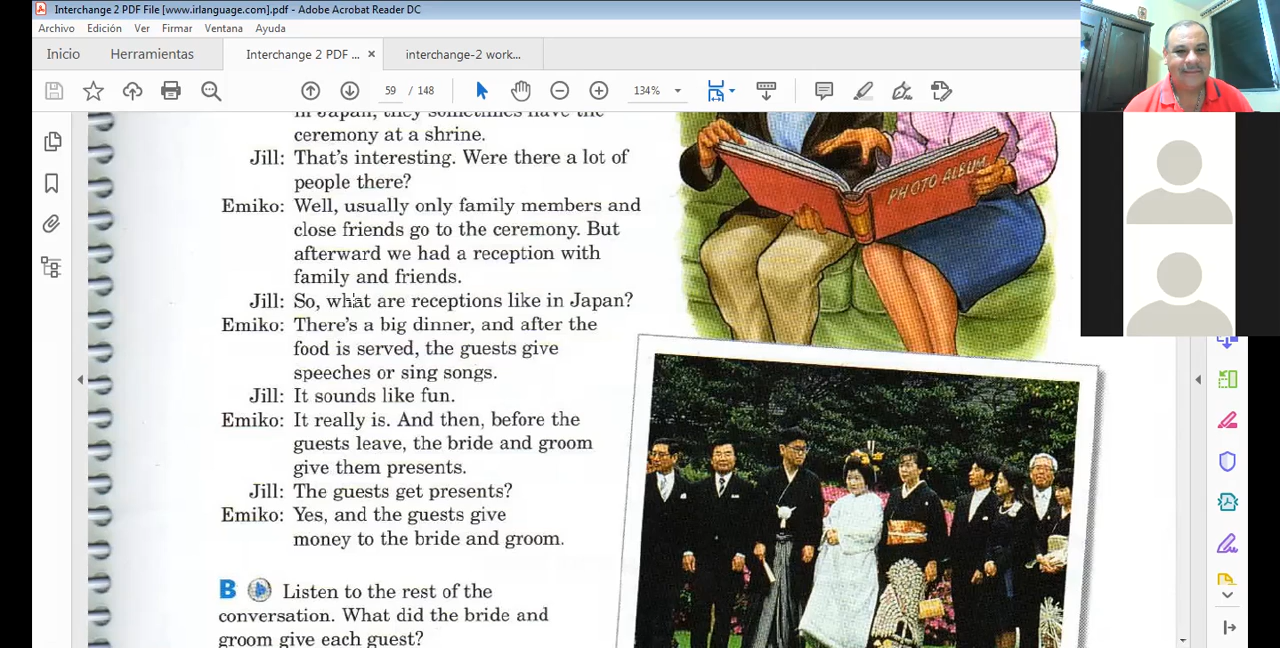 Interchange 2 PDF File [www.irlanguage.com].pdf - Adobe Acrobat Reader DC
Archivo Edición Ver Firmar Ventana Ayuda
Inicio Herramientas Interchange 2 PDF ... × interchange-2 work...
59 / 148 134%
in Japan, they sometimes have the
ceremony at a shrine.
Jill: That's interesting. Were there a lot of
people there?
Emiko: Well, usually only family members and
close friends go to the ceremony. But
afterward we had a reception with
family and friends.
Jill: So, what are receptions like in Japan?
Emiko: There's a big dinner, and after the
food is served, the guests give
speeches or sing songs.
Jill: It sounds like fun.
Emiko: It really is. And then, before the
guests leave, the bride and groom
give them presents.
Jill: The guests get presents?
Emiko: Yes, and the guests give
money to the bride and groom.
B Listen to the rest of the
conversation. What did the bride and
groom give each guest?
PHOTO ALBUM